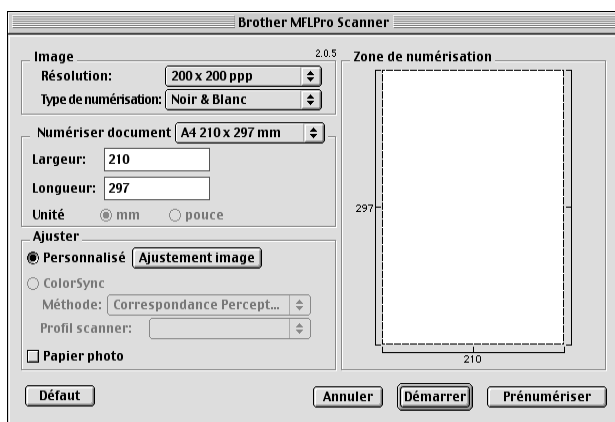 Brother MFLPro Scanner
Image
2.0.5
Résolution: 200 x 200 ppp
Type de numérisation: Noir & Blanc
Numériser document A4 210 x 297 mm
Largeur: 210
Longueur: 297
Unité mm pouce
Ajuster
Personnalisé Ajustement image
ColorSync
Méthode: Correspondance Percept...
Profil scanner:
Papier photo
Zone de numérisation
297
210
Défaut Annuler Démarrer Prénumériser